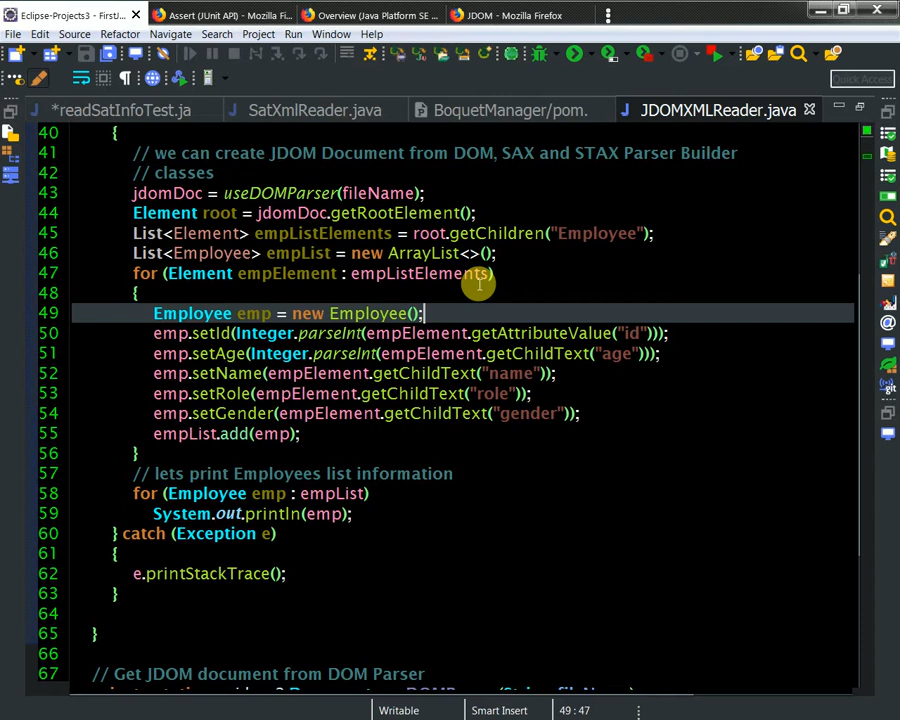 Eclipse-Projects3 - FirstJ... Assert (JUnit API) - Mozilla Fi... Overview (Java Platform SE ... JDOM - Mozilla Firefox
File Edit Source Refactor Navigate Search Project Run Window Help
Quick Access
*readSatInfoTest.ja SatXmlReader.java BoquetManager/pom. JDOMXMLReader.java
40 {
41 // we can create JDOM Document from DOM, SAX and STAX Parser Builder
42 // classes
43 jdomDoc = useDOMParser(fileName);
44 Element root = jdomDoc.getRootElement();
45 List<Element> empListElements = root.getChildren("Employee");
46 List<Employee> empList = new ArrayList<>();
47 for (Element empElement : empListElements)
48 {
49 Employee emp = new Employee();
50 emp.setId(Integer.parseInt(empElement.getAttributeValue("id")));
51 emp.setAge(Integer.parseInt(empElement.getChildText("age")));
52 emp.setName(empElement.getChildText("name"));
53 emp.setRole(empElement.getChildText("role"));
54 emp.setGender(empElement.getChildText("gender"));
55 empList.add(emp);
56 }
57 // lets print Employees list information
58 for (Employee emp : empList)
59 System.out.println(emp);
60 } catch (Exception e)
61 {
62 e.printStackTrace();
63 }
64
65 }
66
67 // Get JDOM document from DOM Parser
Writable Smart Insert 49 : 47